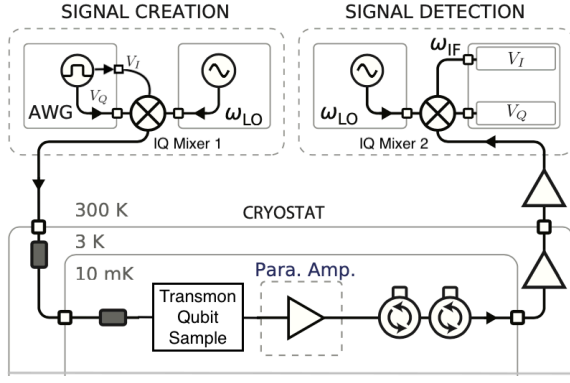 SIGNAL CREATION
SIGNAL DETECTION
V_I
V_Q
AWG
ω_LO
IQ Mixer 1
ω_IF
V_I
V_Q
ω_LO
IQ Mixer 2
300 K
CRYOSTAT
3 K
10 mK
Para. Amp.
Transmon
Qubit
Sample